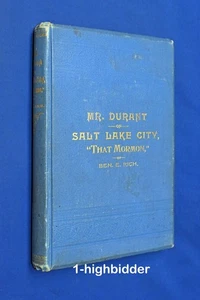 MR. DURANT
OF
SALT LAKE CITY,
"THAT MORMON."
BEN. E. RICH.
1-highbidder